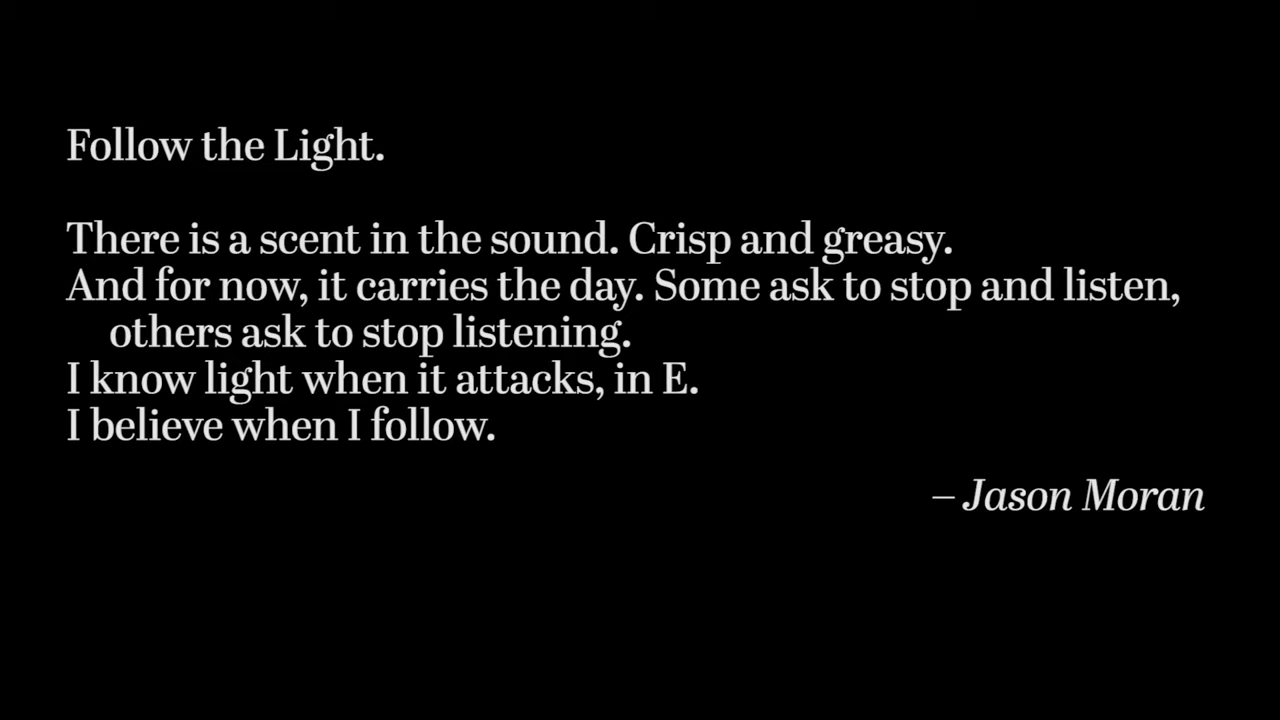 Follow the Light.
There is a scent in the sound. Crisp and greasy.
And for now, it carries the day. Some ask to stop and listen,
others ask to stop listening.
I know light when it attacks, in E.
I believe when I follow.
– Jason Moran